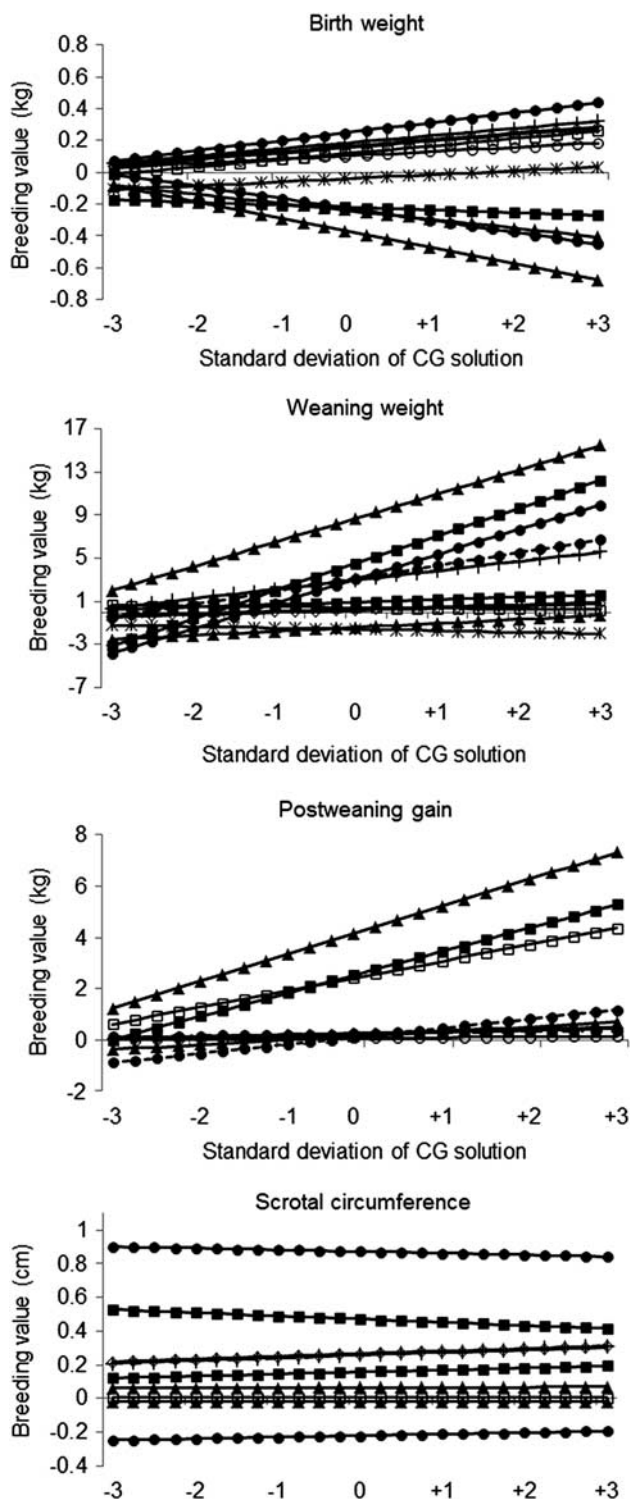 Birth weight
0.8
0.6
0.4
0.2
0
-0.2
-0.4
-0.6
-0.8
Breeding value (kg)
-3 -2 -1 0 +1 +2 +3
Standard deviation of CG solution
Weaning weight
17
13
9
5
1
-3
-7
Breeding value (kg)
-3 -2 -1 0 +1 +2 +3
Standard deviation of CG solution
Postweaning gain
8
6
4
2
0
-2
Breeding value (kg)
-3 -2 -1 0 +1 +2 +3
Standard deviation of CG solution
Scrotal circumference
1
0.8
0.6
0.4
0.2
0
-0.2
-0.4
Breeding value (cm)
-3 -2 -1 0 +1 +2 +3
Standard deviation of CG solution